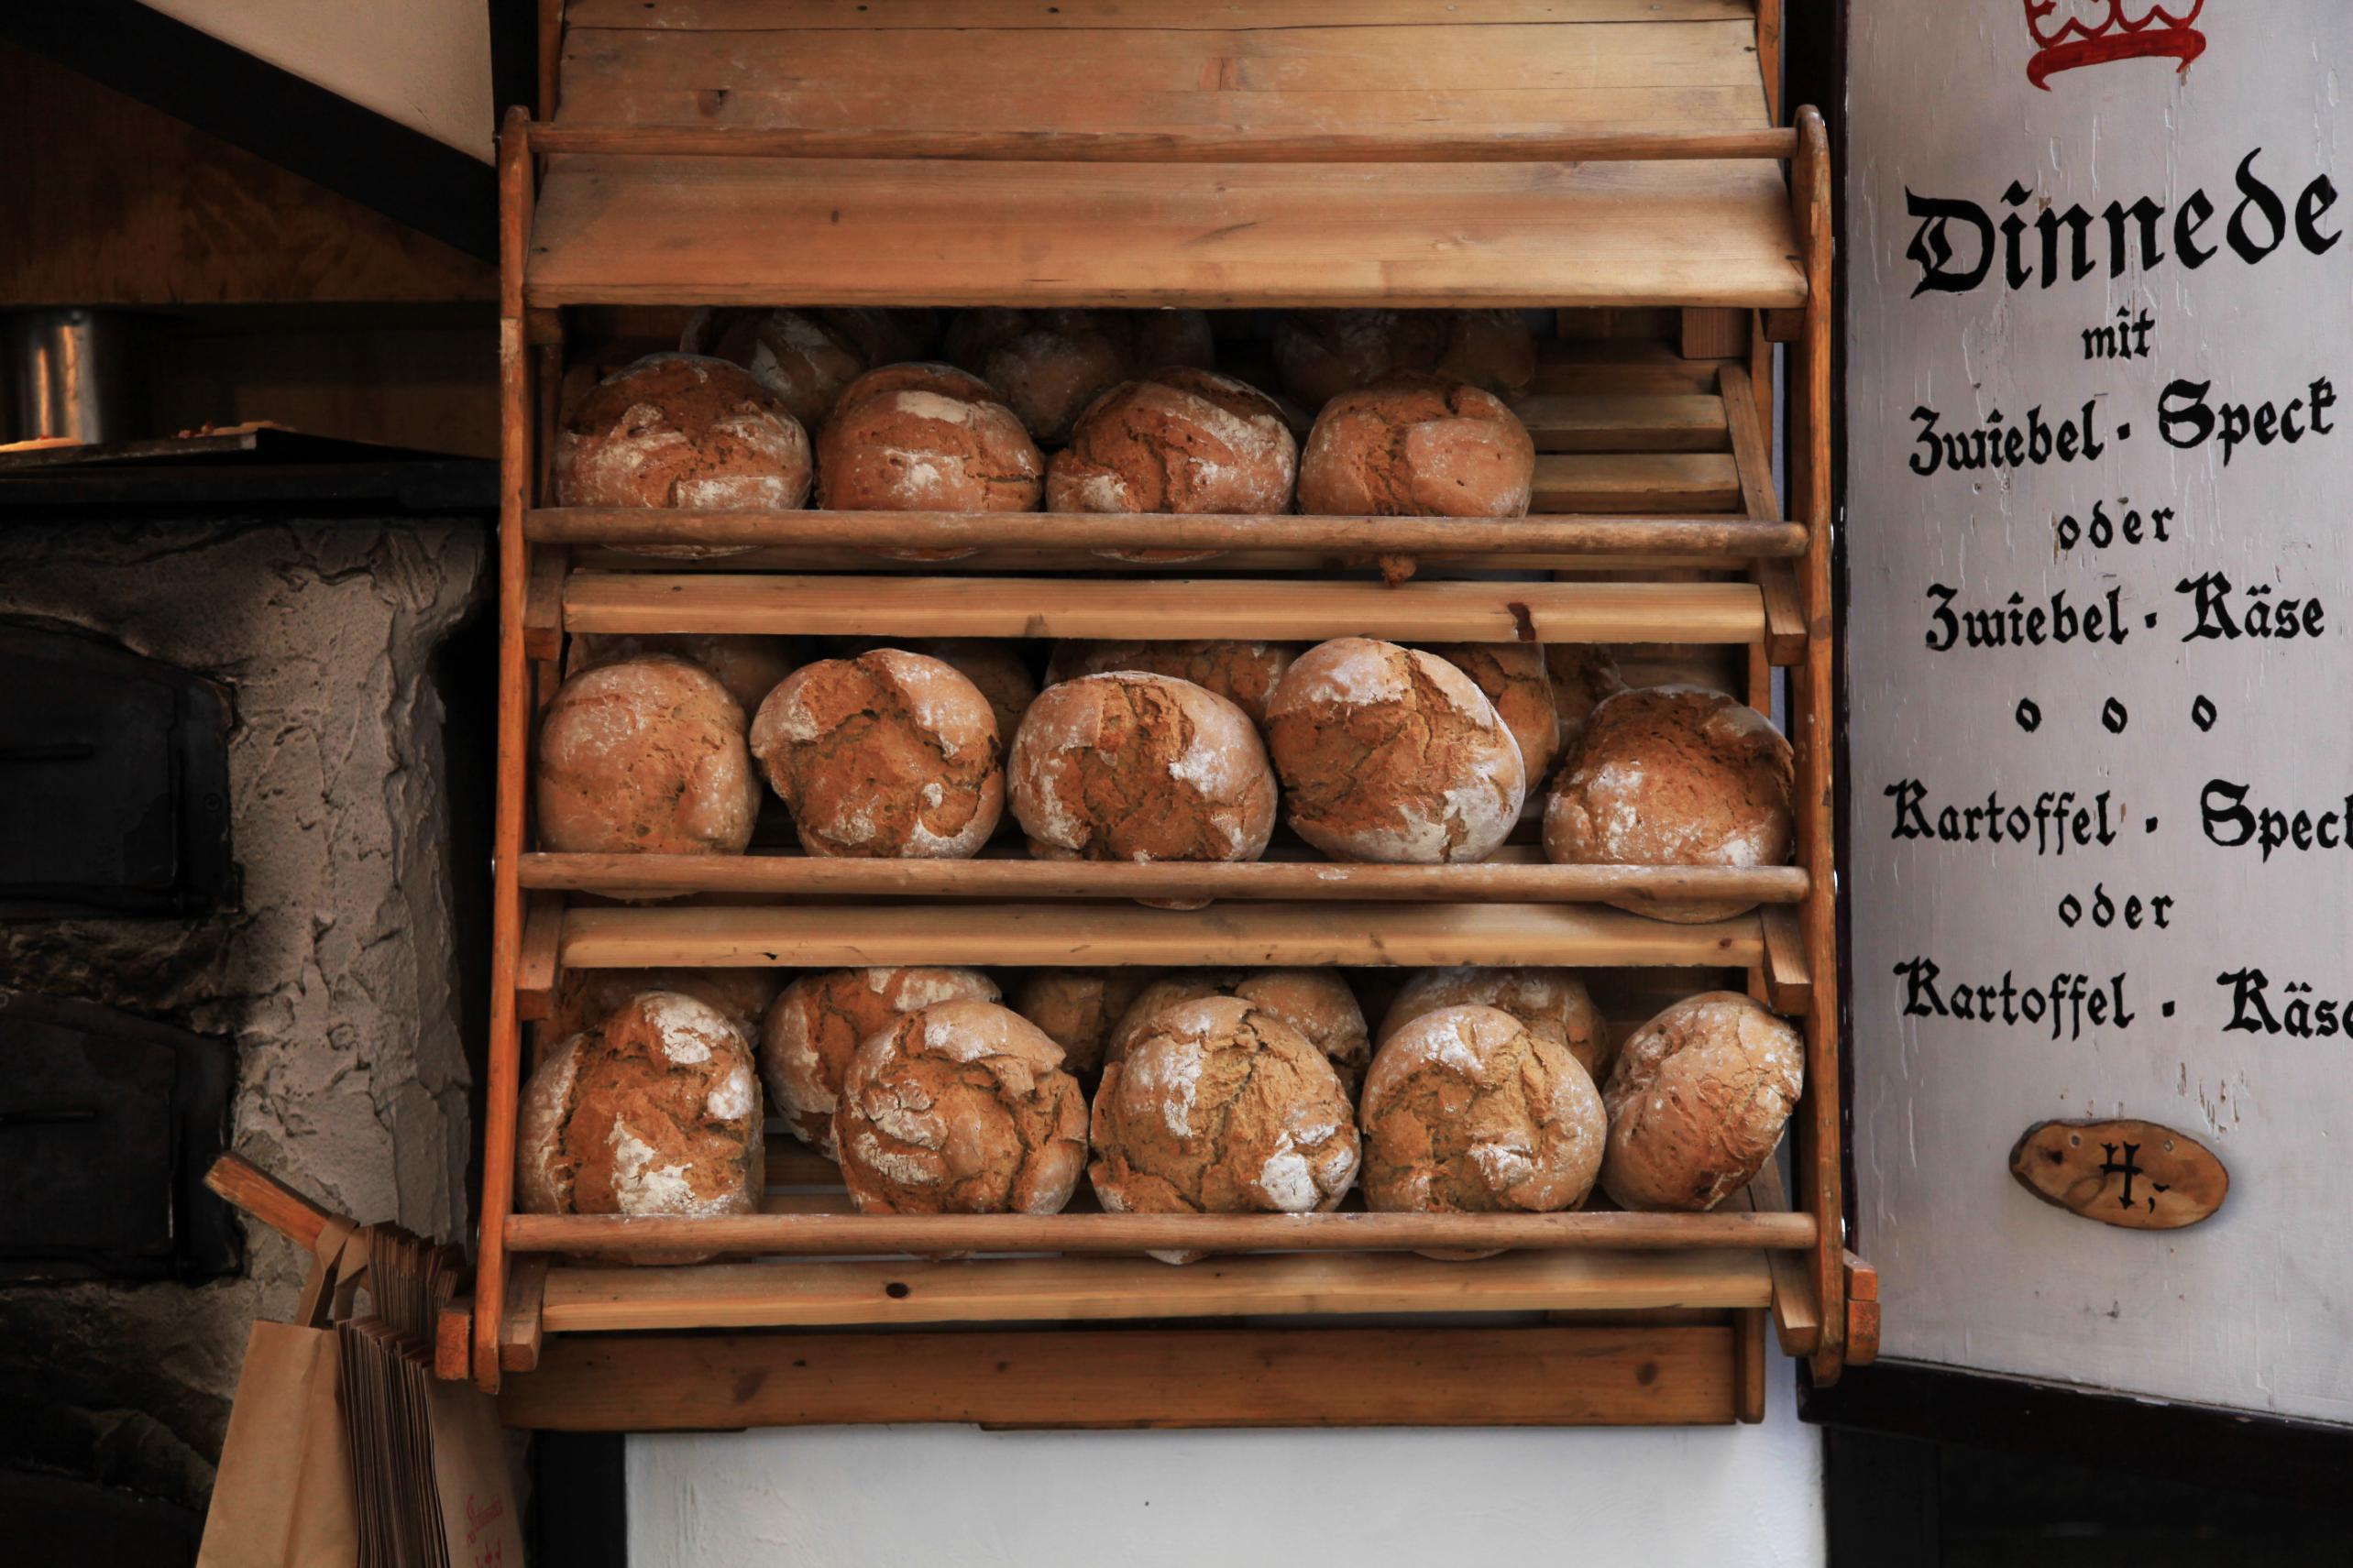 Dinnede
mit
Zwiebel · Speck
oder
Zwiebel · Käse
o o o
Kartoffel · Speck
oder
Kartoffel · Käse
4,-